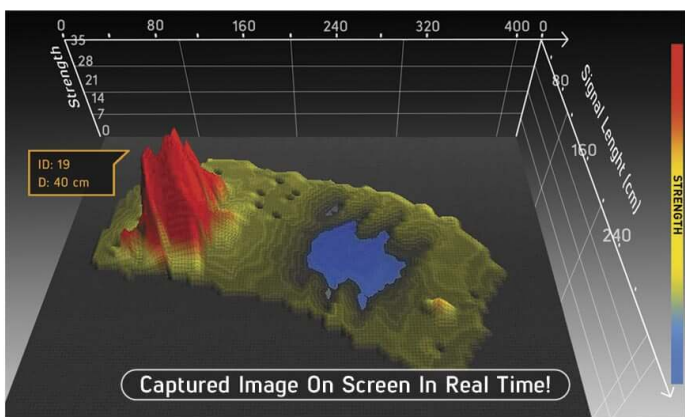 0 80 160 240 320 400 0
Strength
35
28
21
14
7
0
80
160
240
Signal Lenght (cm)
STRENGTH
ID: 19
D: 40 cm
Captured Image On Screen In Real Time!